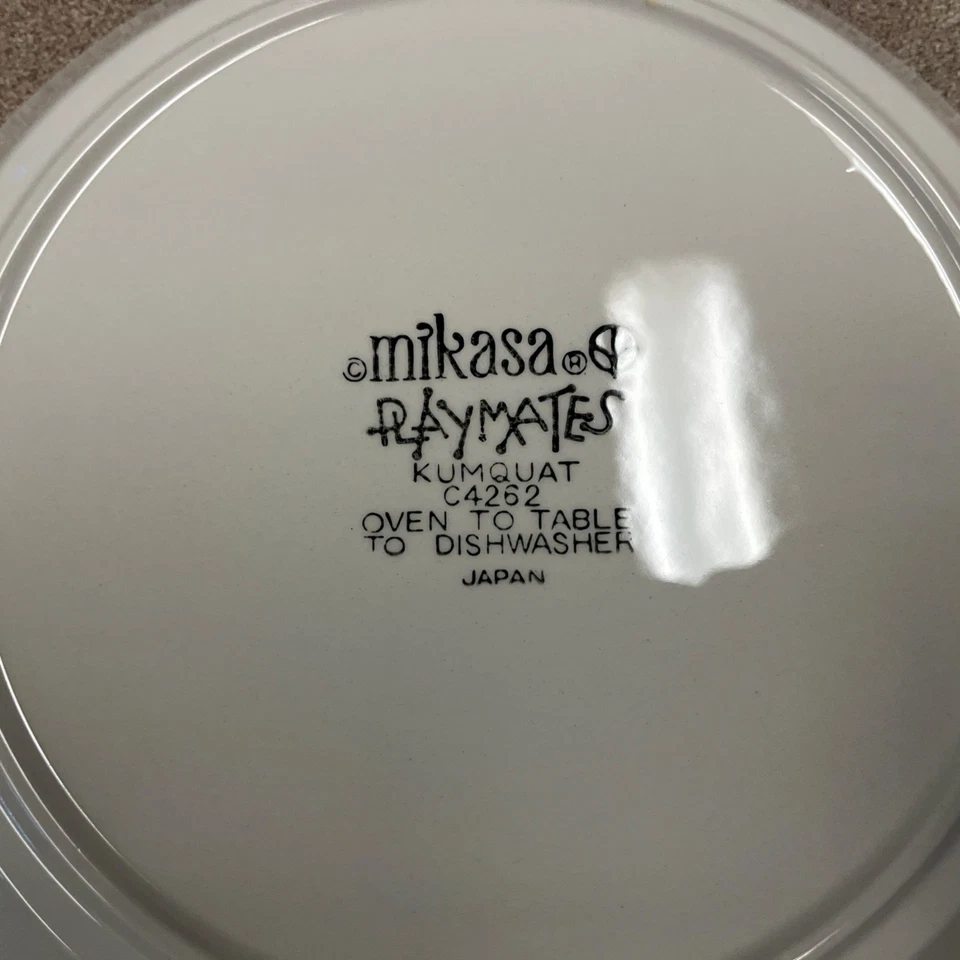 © mikasa ®
PLAYMATES
KUMQUAT
C4262
OVEN TO TABLE
TO DISHWASHER
JAPAN